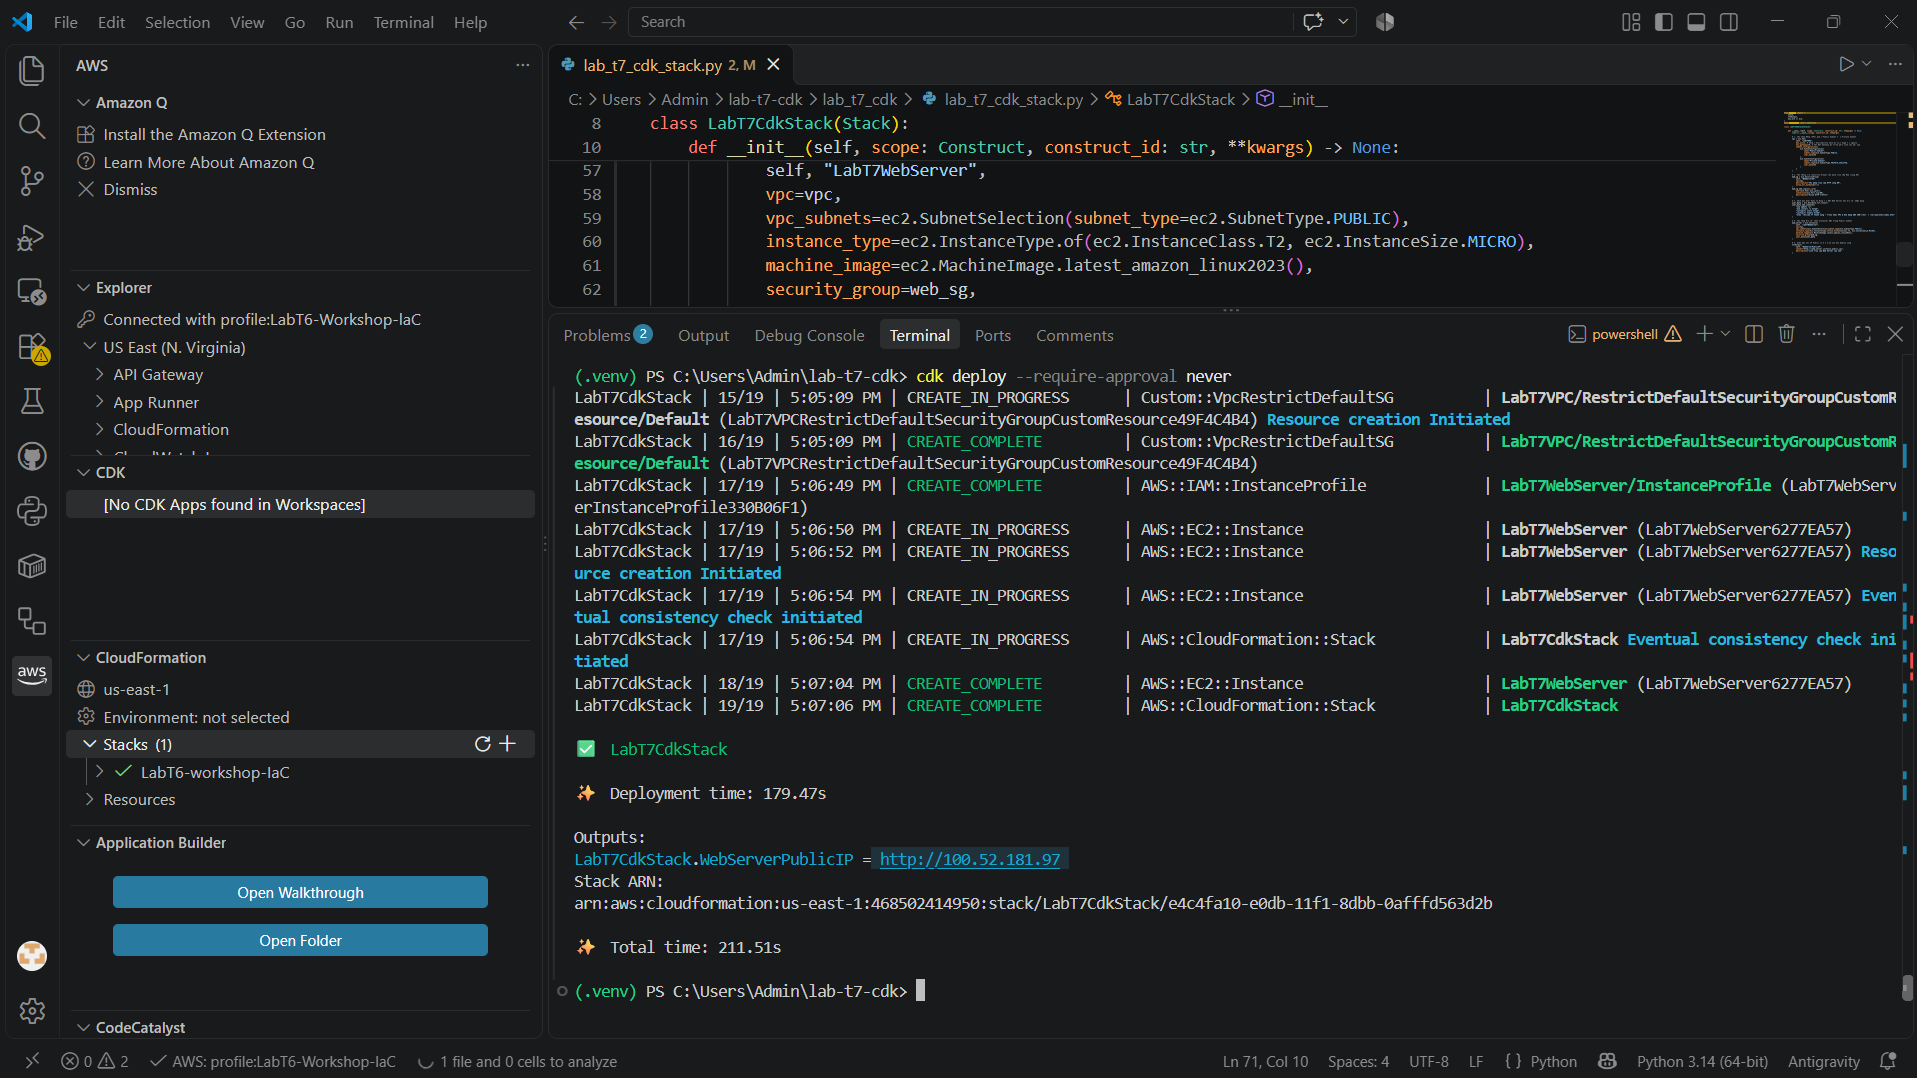 File Edit Selection View Go Run Terminal Help
Search
AWS
Amazon Q
Install the Amazon Q Extension
Learn More About Amazon Q
Dismiss
Explorer
Connected with profile:LabT6-Workshop-IaC
US East (N. Virginia)
API Gateway
App Runner
CloudFormation
CDK
[No CDK Apps found in Workspaces]
CloudFormation
us-east-1
Environment: not selected
Stacks (1)
LabT6-workshop-IaC
Resources
Application Builder
Open Walkthrough
Open Folder
CodeCatalyst
aws
lab_t7_cdk_stack.py 2, M
C: > Users > Admin > lab-t7-cdk > lab_t7_cdk > lab_t7_cdk_stack.py > LabT7CdkStack > __init__
8 class LabT7CdkStack(Stack):
10 def __init__(self, scope: Construct, construct_id: str, **kwargs) -> None:
57 self, "LabT7WebServer",
58 vpc=vpc,
59 vpc_subnets=ec2.SubnetSelection(subnet_type=ec2.SubnetType.PUBLIC),
60 instance_type=ec2.InstanceType.of(ec2.InstanceClass.T2, ec2.InstanceSize.MICRO),
61 machine_image=ec2.MachineImage.latest_amazon_linux2023(),
62 security_group=web_sg,
Problems 2 Output Debug Console Terminal Ports Comments
powershell
(.venv) PS C:\Users\Admin\lab-t7-cdk> cdk deploy --require-approval never
LabT7CdkStack | 15/19 | 5:05:09 PM | CREATE_IN_PROGRESS | Custom::VpcRestrictDefaultSG | LabT7VPC/RestrictDefaultSecurityGroupCustomR
esource/Default (LabT7VPCRestrictDefaultSecurityGroupCustomResource49F4C4B4) Resource creation Initiated
LabT7CdkStack | 16/19 | 5:05:09 PM | CREATE_COMPLETE | Custom::VpcRestrictDefaultSG | LabT7VPC/RestrictDefaultSecurityGroupCustomR
esource/Default (LabT7VPCRestrictDefaultSecurityGroupCustomResource49F4C4B4)
LabT7CdkStack | 17/19 | 5:06:49 PM | CREATE_COMPLETE | AWS::IAM::InstanceProfile | LabT7WebServer/InstanceProfile (LabT7WebServ
erInstanceProfile330B06F1)
LabT7CdkStack | 17/19 | 5:06:50 PM | CREATE_IN_PROGRESS | AWS::EC2::Instance | LabT7WebServer (LabT7WebServer6277EA57)
LabT7CdkStack | 17/19 | 5:06:52 PM | CREATE_IN_PROGRESS | AWS::EC2::Instance | LabT7WebServer (LabT7WebServer6277EA57) Reso
urce creation Initiated
LabT7CdkStack | 17/19 | 5:06:54 PM | CREATE_IN_PROGRESS | AWS::EC2::Instance | LabT7WebServer (LabT7WebServer6277EA57) Even
tual consistency check initiated
LabT7CdkStack | 17/19 | 5:06:54 PM | CREATE_IN_PROGRESS | AWS::CloudFormation::Stack | LabT7CdkStack Eventual consistency check ini
tiated
LabT7CdkStack | 18/19 | 5:07:04 PM | CREATE_COMPLETE | AWS::EC2::Instance | LabT7WebServer (LabT7WebServer6277EA57)
LabT7CdkStack | 19/19 | 5:07:06 PM | CREATE_COMPLETE | AWS::CloudFormation::Stack | LabT7CdkStack
✅ LabT7CdkStack
✨ Deployment time: 179.47s
Outputs:
LabT7CdkStack.WebServerPublicIP = http://100.52.181.97
Stack ARN:
arn:aws:cloudformation:us-east-1:468502414950:stack/LabT7CdkStack/e4c4fa10-e0db-11f1-8dbb-0afffd563d2b
✨ Total time: 211.51s
(.venv) PS C:\Users\Admin\lab-t7-cdk>
0 2 AWS: profile:LabT6-Workshop-IaC 1 file and 0 cells to analyze Ln 71, Col 10 Spaces: 4 UTF-8 LF { } Python Python 3.14 (64-bit) Antigravity